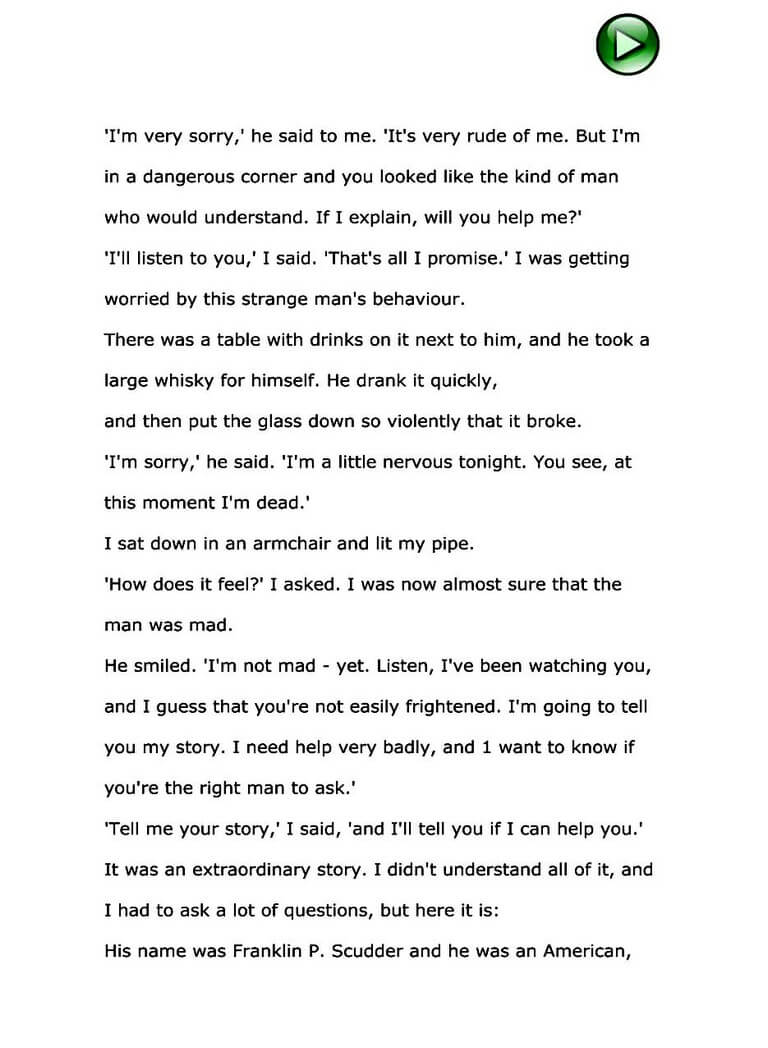 'I'm very sorry,' he said to me. 'It's very rude of me. But I'm
in a dangerous corner and you looked like the kind of man
who would understand. If I explain, will you help me?'
'I'll listen to you,' I said. 'That's all I promise.' I was getting
worried by this strange man's behaviour.
There was a table with drinks on it next to him, and he took a
large whisky for himself. He drank it quickly,
and then put the glass down so violently that it broke.
'I'm sorry,' he said. 'I'm a little nervous tonight. You see, at
this moment I'm dead.'
I sat down in an armchair and lit my pipe.
'How does it feel?' I asked. I was now almost sure that the
man was mad.
He smiled. 'I'm not mad - yet. Listen, I've been watching you,
and I guess that you're not easily frightened. I'm going to tell
you my story. I need help very badly, and 1 want to know if
you're the right man to ask.'
'Tell me your story,' I said, 'and I'll tell you if I can help you.'
It was an extraordinary story. I didn't understand all of it, and
I had to ask a lot of questions, but here it is:
His name was Franklin P. Scudder and he was an American,